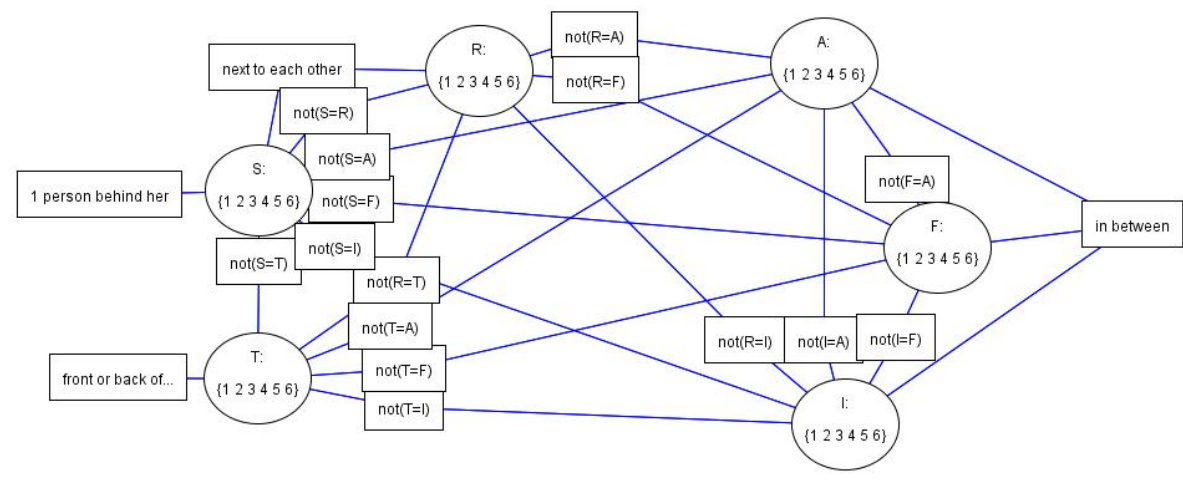 R:
{1 2 3 4 5 6}
A:
{1 2 3 4 5 6}
not(R=A)
not(R=F)
next to each other
not(S=R)
not(S=A)
S:
{1 2 3 4 5 6}
1 person behind her
not(S=F)
not(F=A)
F:
{1 2 3 4 5 6}
in between
not(S=I)
not(S=T)
not(R=T)
not(T=A)
not(R=I)
not(I=A)
not(I=F)
T:
{1 2 3 4 5 6}
front or back of...
not(T=F)
not(T=I)
I:
{1 2 3 4 5 6}